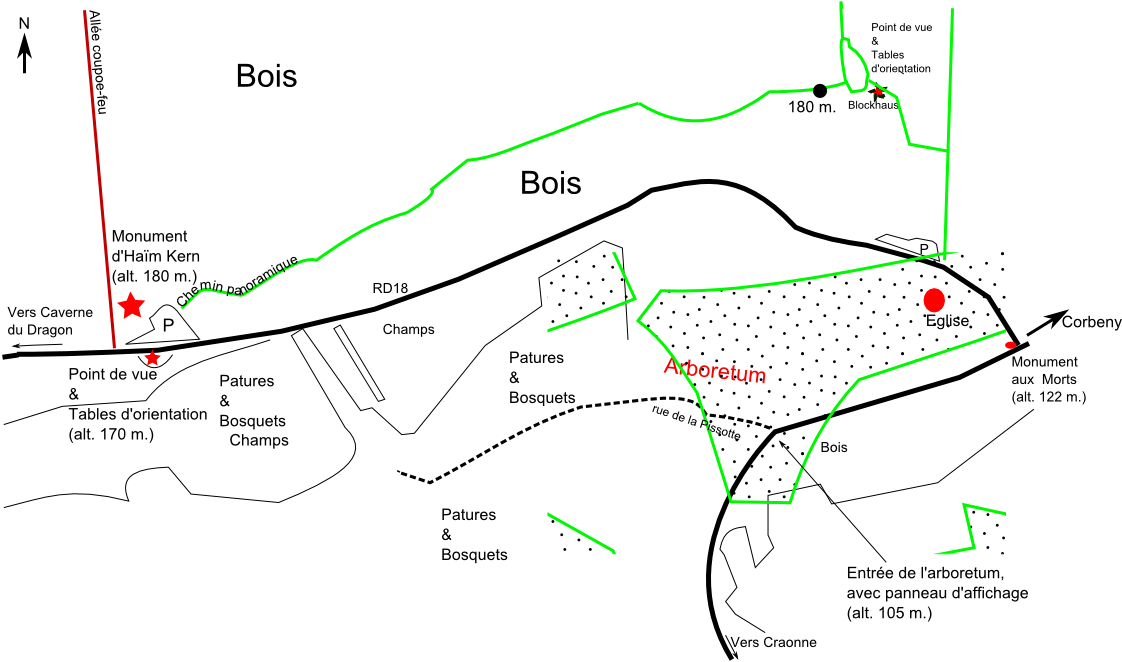 N
Allée coupoe-feu
Bois
Point de vue
&
Tables
d'orientation
180 m.
Blockhaus
Bois
Monument
d'Haïm Kern
(alt. 180 m.)
Chemin panoramique
P
RD18
P
Vers Caverne
du Dragon
Champs
Eglise
Corbeny
Point de vue
&
Tables d'orientation
(alt. 170 m.)
Patures
&
Bosquets
Champs
Patures
&
Bosquets
Arboretum
Monument
aux Morts
(alt. 122 m.)
rue de la Pissotte
Bois
Patures
&
Bosquets
Entrée de l'arboretum,
avec panneau d'affichage
(alt. 105 m.)
Vers Craonne